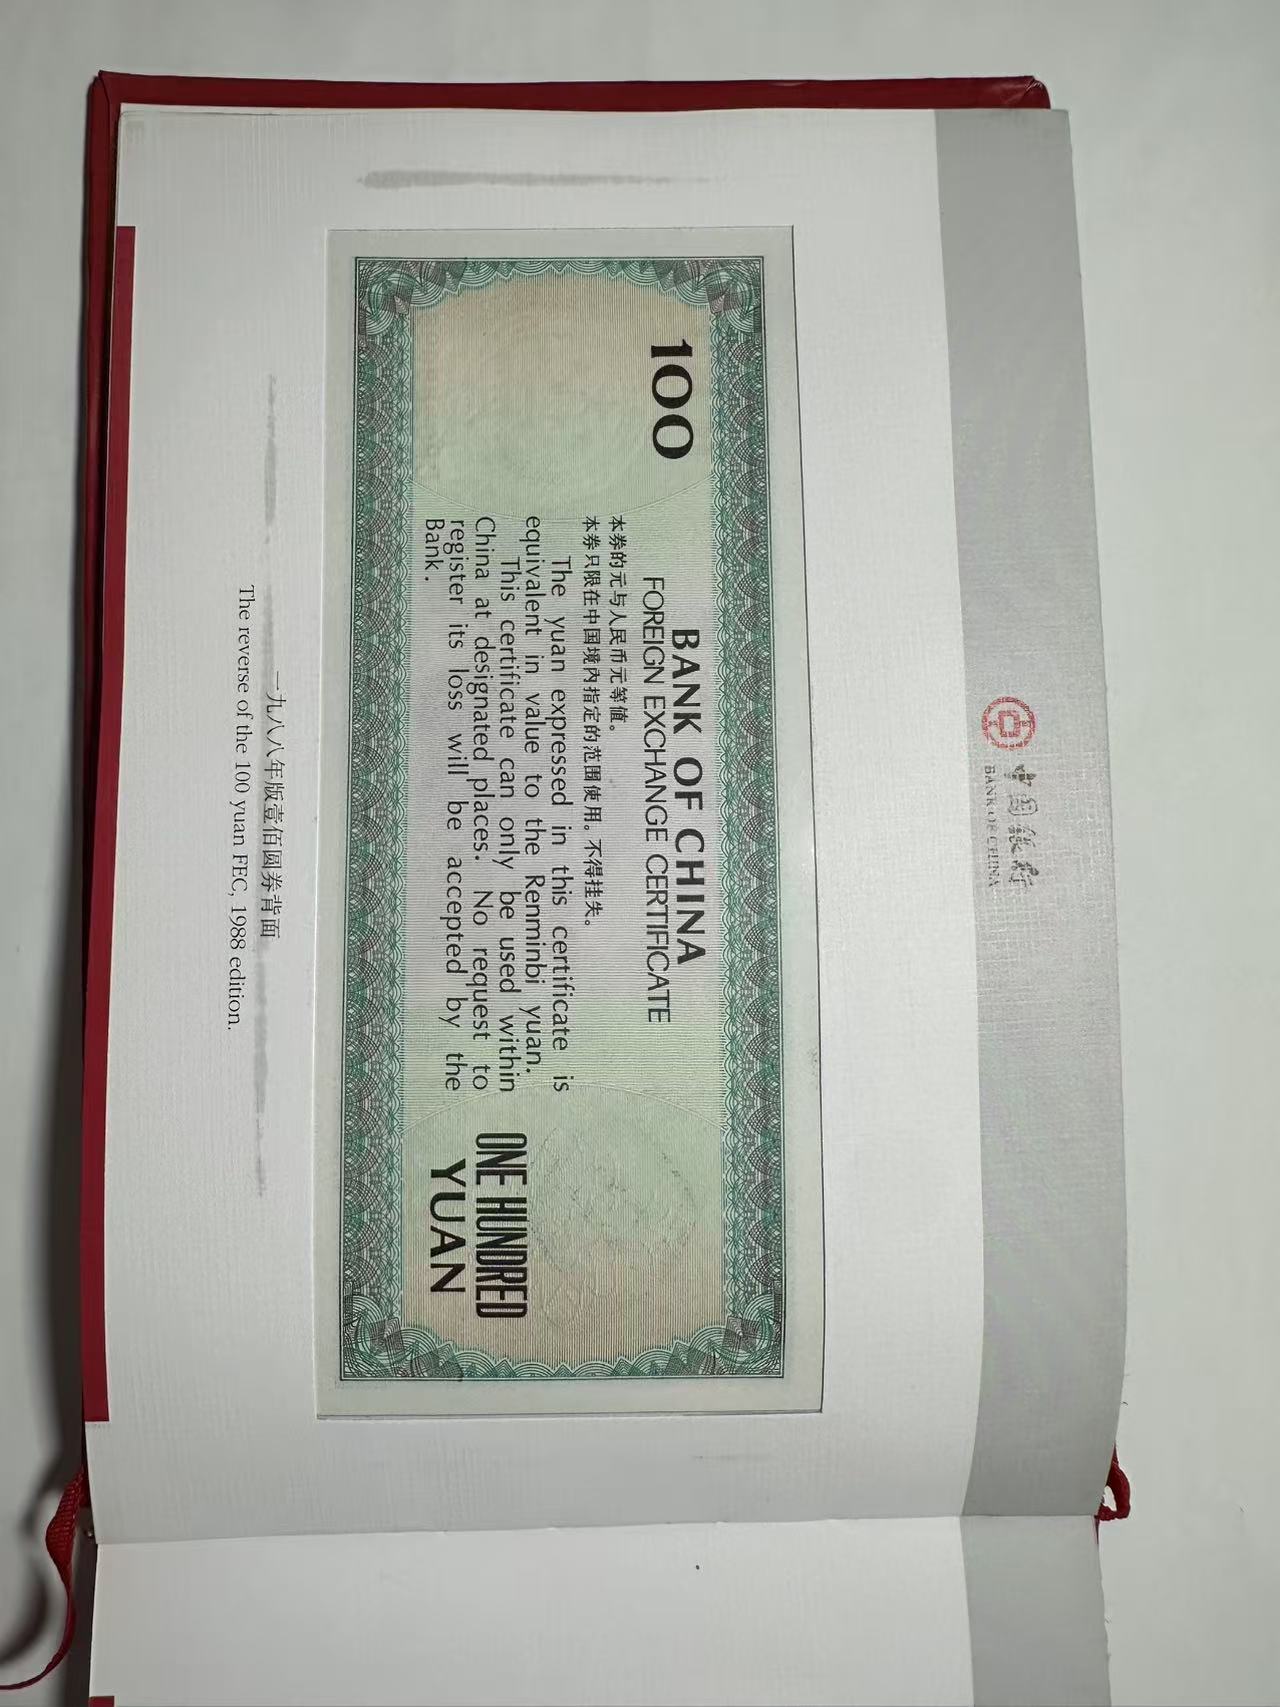 中国银行
BANK OF CHINA
100
BANK OF CHINA
FOREIGN EXCHANGE CERTIFICATE
本券的元与人民币元等值。
本券只限在中国境内指定的范围使用。不得挂失。
The yuan expressed in this certificate is
equivalent in value to the Renminbi yuan.
This certificate can only be used within
China at designated places. No request to
register its loss will be accepted by the
Bank.
ONE HUNDRED
YUAN
一九八八年版壹佰圆券背面
The reverse of the 100 yuan FEC, 1988 edition.